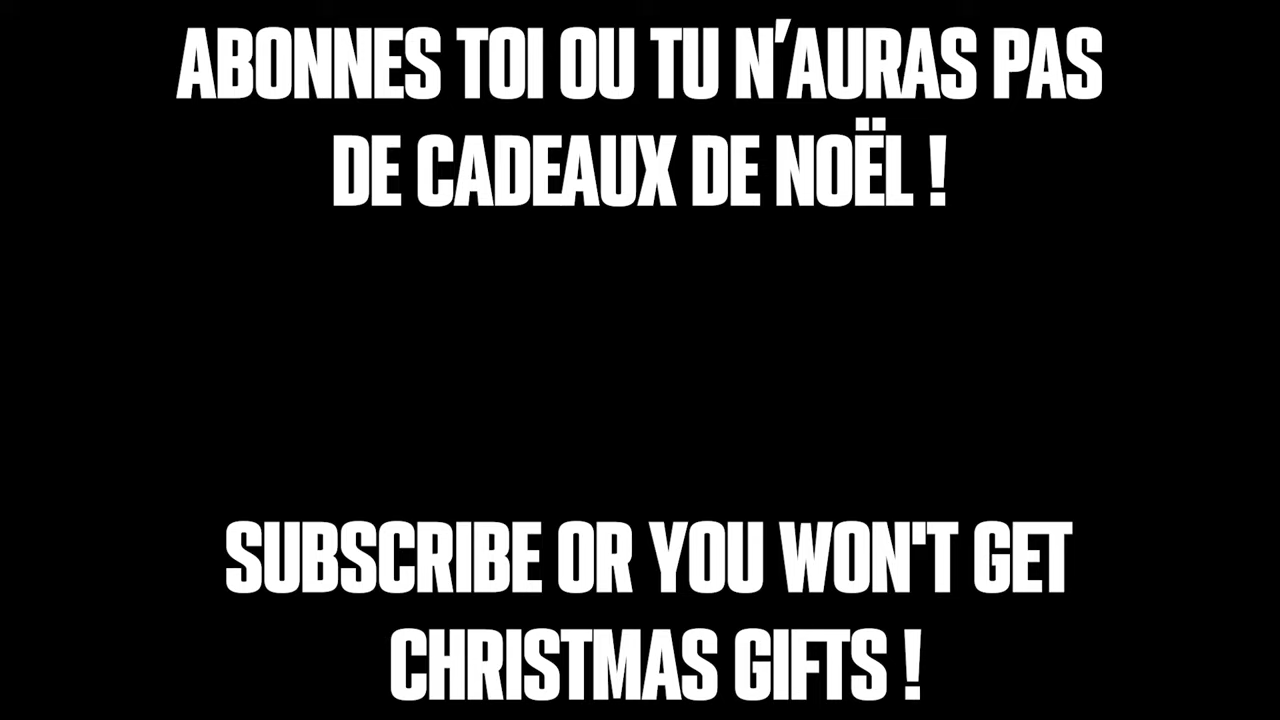 ABONNES TOI OU TU N'AURAS PAS
DE CADEAUX DE NOËL !
SUBSCRIBE OR YOU WON'T GET
CHRISTMAS GIFTS !